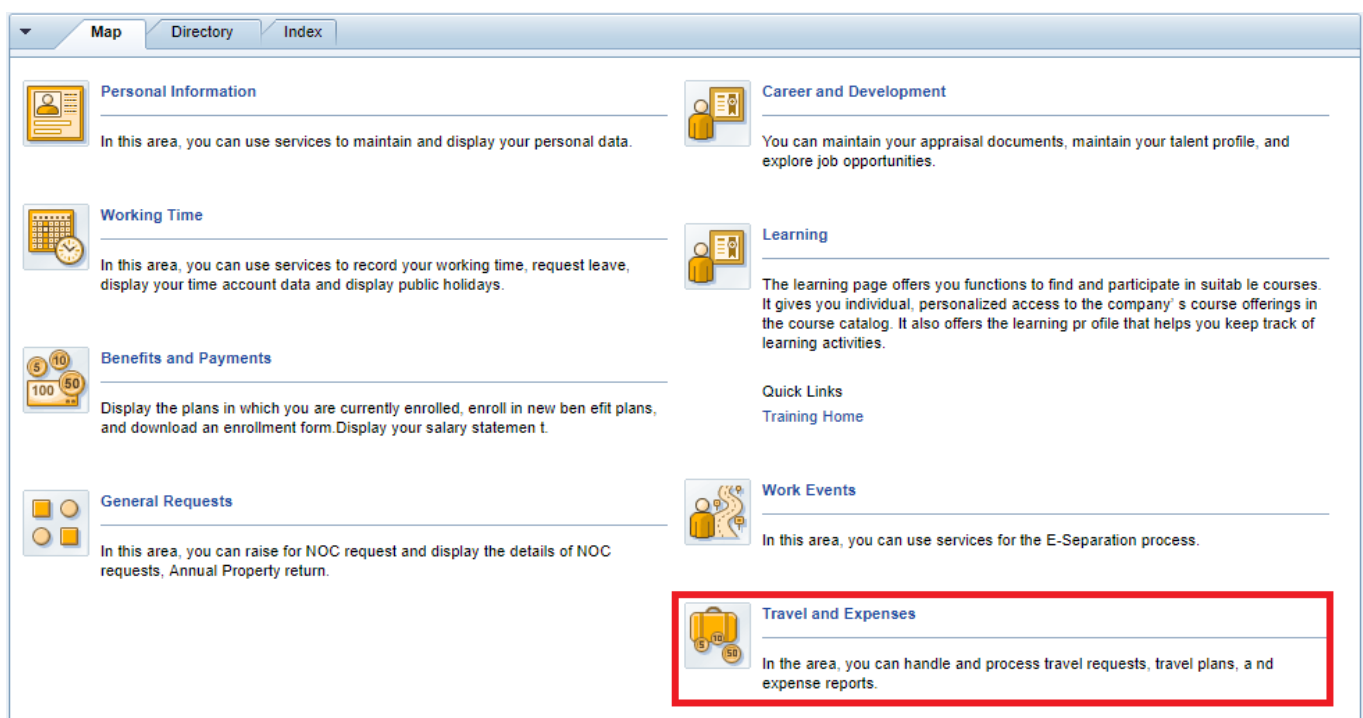 Map
Directory
Index
Personal Information
In this area, you can use services to maintain and display your personal data.
Working Time
In this area, you can use services to record your working time, request leave,
display your time account data and display public holidays.
5
10
100
50
Benefits and Payments
Display the plans in which you are currently enrolled, enroll in new ben efit plans,
and download an enrollment form.Display your salary statemen t.
General Requests
In this area, you can raise for NOC request and display the details of NOC
requests, Annual Property return.
Career and Development
You can maintain your appraisal documents, maintain your talent profile, and
explore job opportunities.
Learning
The learning page offers you functions to find and participate in suitab le courses.
It gives you individual, personalized access to the company' s course offerings in
the course catalog. It also offers the learning pr ofile that helps you keep track of
learning activities.
Quick Links
Training Home
Work Events
In this area, you can use services for the E-Separation process.
5
10
50
Travel and Expenses
In the area, you can handle and process travel requests, travel plans, a nd
expense reports.